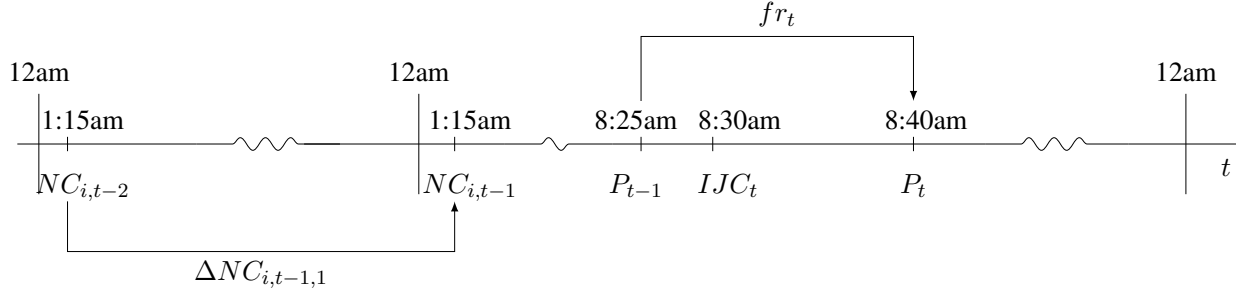 fr_t
12am 12am 12am
1:15am 1:15am 8:25am 8:30am 8:40am
NC_{i,t−2} NC_{i,t−1} P_{t−1} IJC_t P_t t
ΔNC_{i,t−1,1}